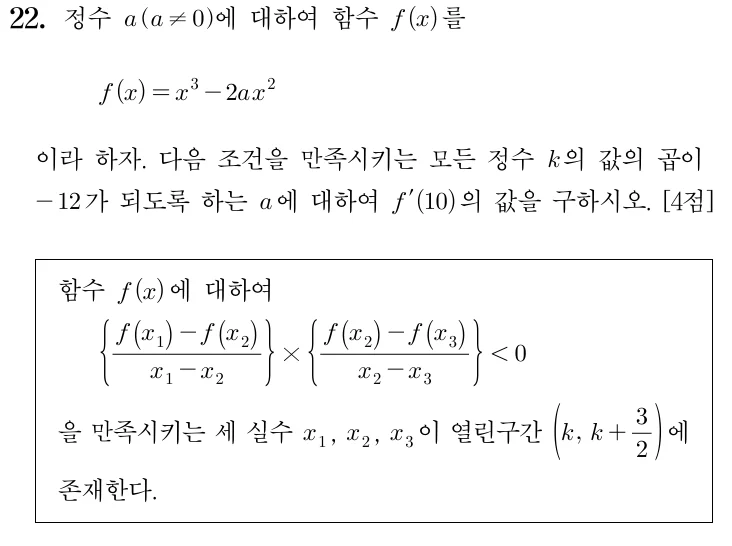 22. 정수 a(a≠0)에 대하여 함수 f(x)를
f(x)=x³−2ax²
이라 하자. 다음 조건을 만족시키는 모든 정수 k의 값의 곱이
−12가 되도록 하는 a에 대하여 f′(10)의 값을 구하시오. [4점]
함수 f(x)에 대하여
{(f(x₁)−f(x₂))/(x₁−x₂)}×{(f(x₂)−f(x₃))/(x₂−x₃)}<0
을 만족시키는 세 실수 x₁, x₂, x₃이 열린구간 (k, k+3/2)에
존재한다.